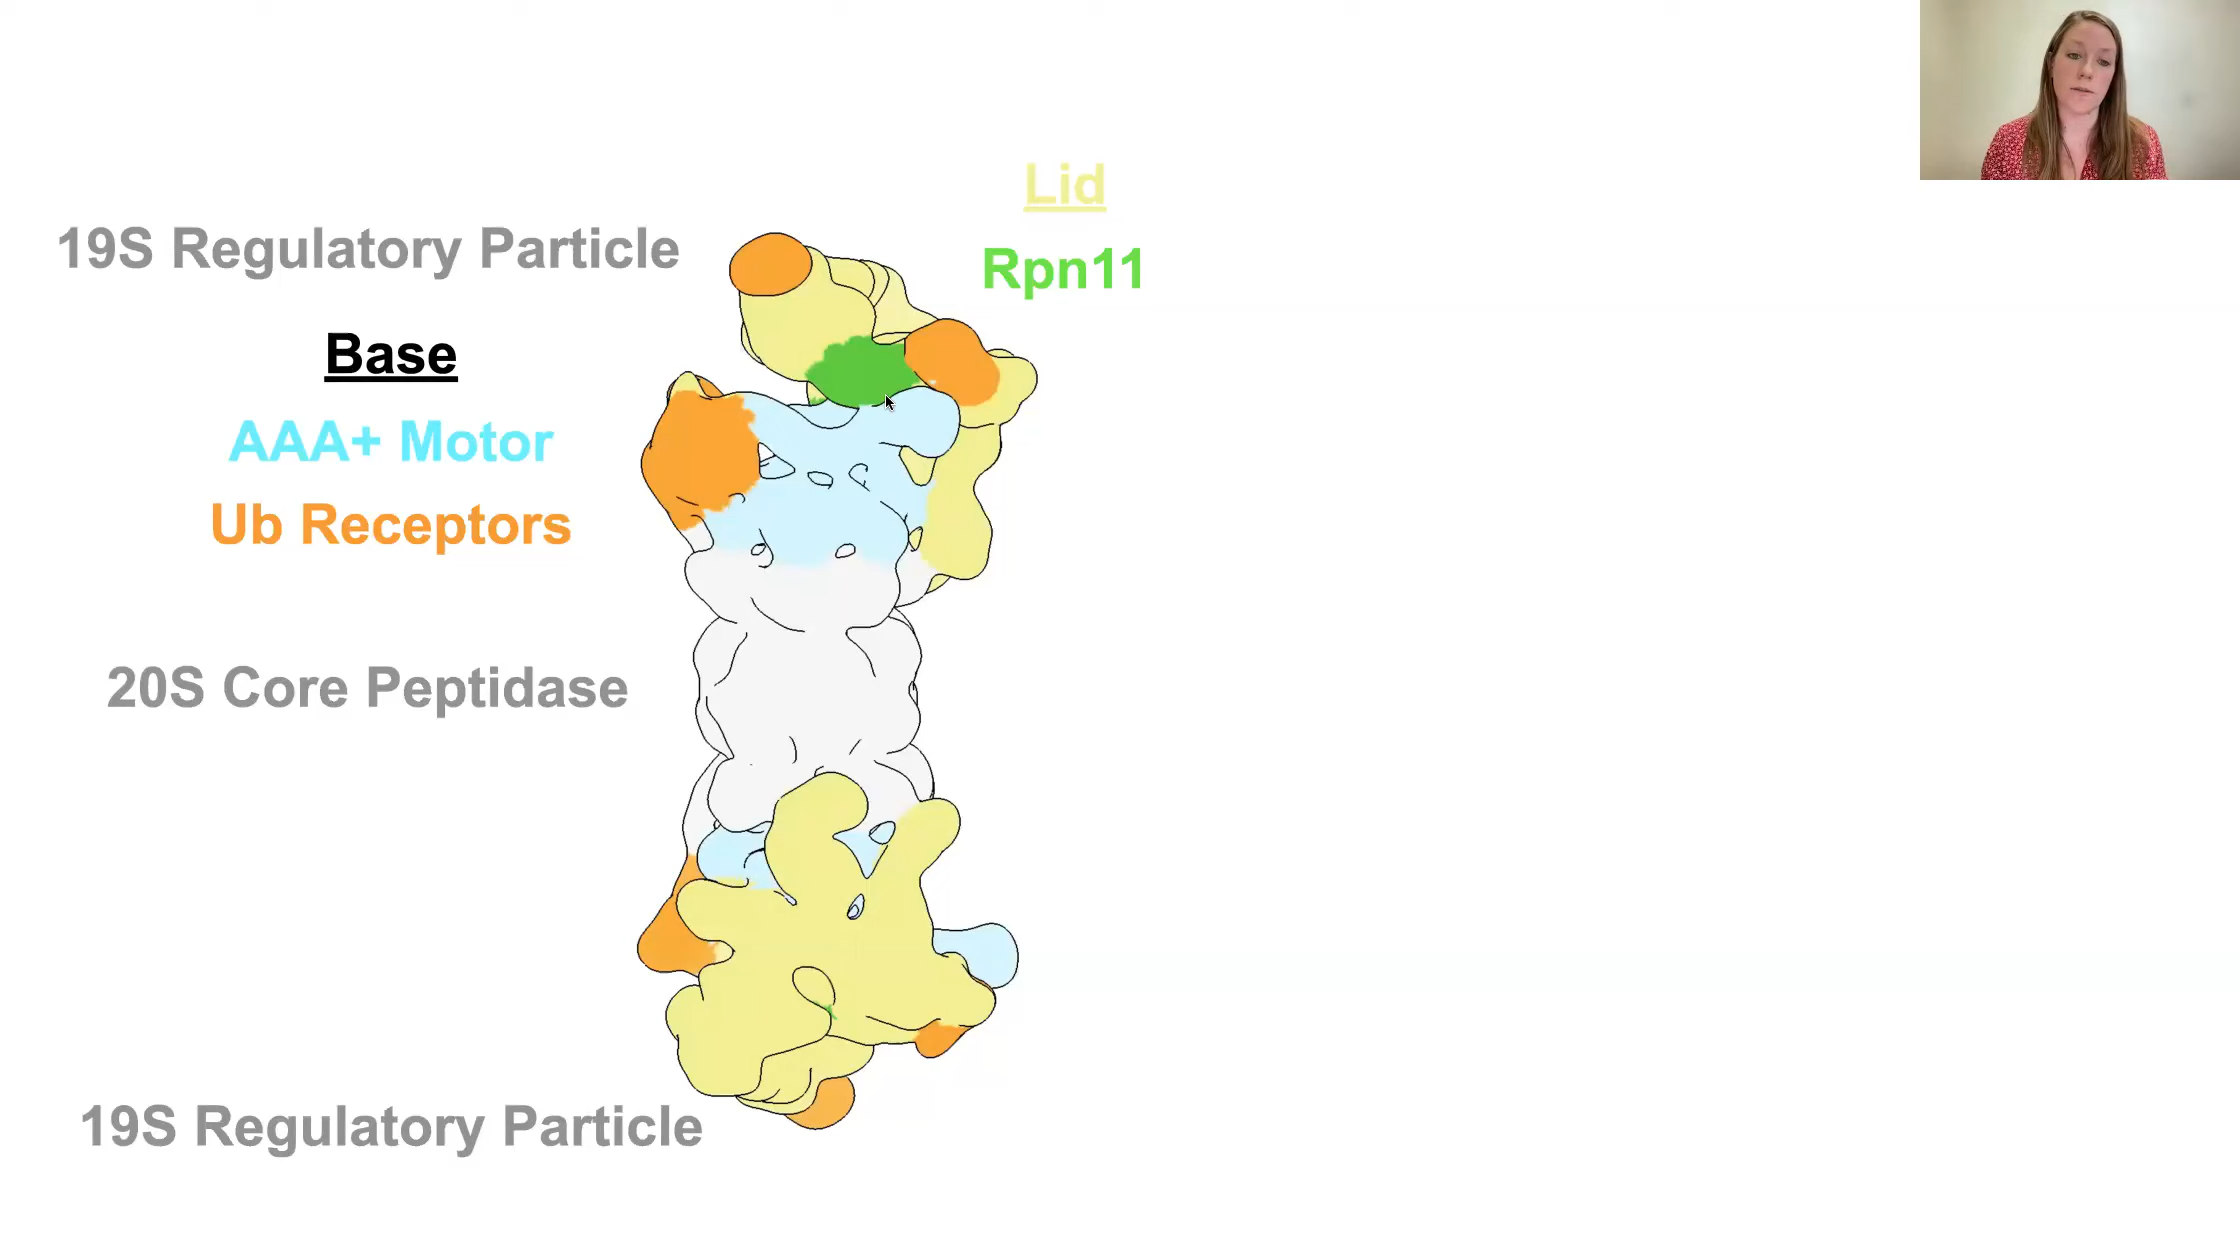 Lid
19S Regulatory Particle
Rpn11
Base
AAA+ Motor
Ub Receptors
20S Core Peptidase
19S Regulatory Particle